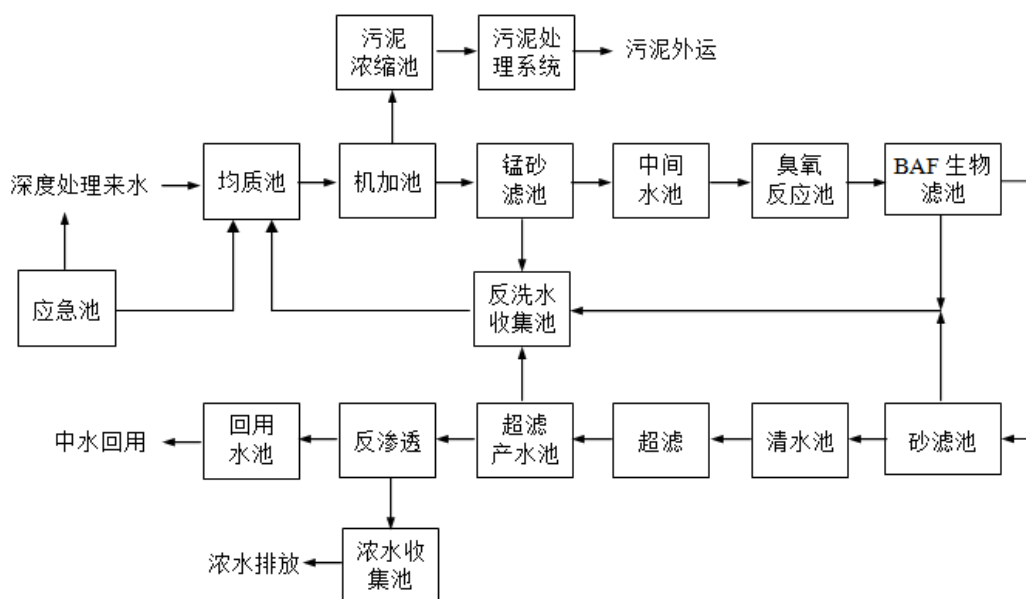 污泥
浓缩池
污泥处
理系统
污泥外运
深度处理来水
均质池
机加池
锰砂
滤池
中间
水池
臭氧
反应池
BAF 生物
滤池
应急池
反洗水
收集池
中水回用
回用
水池
反渗透
超滤
产水池
超滤
清水池
砂滤池
浓水排放
浓水收
集池